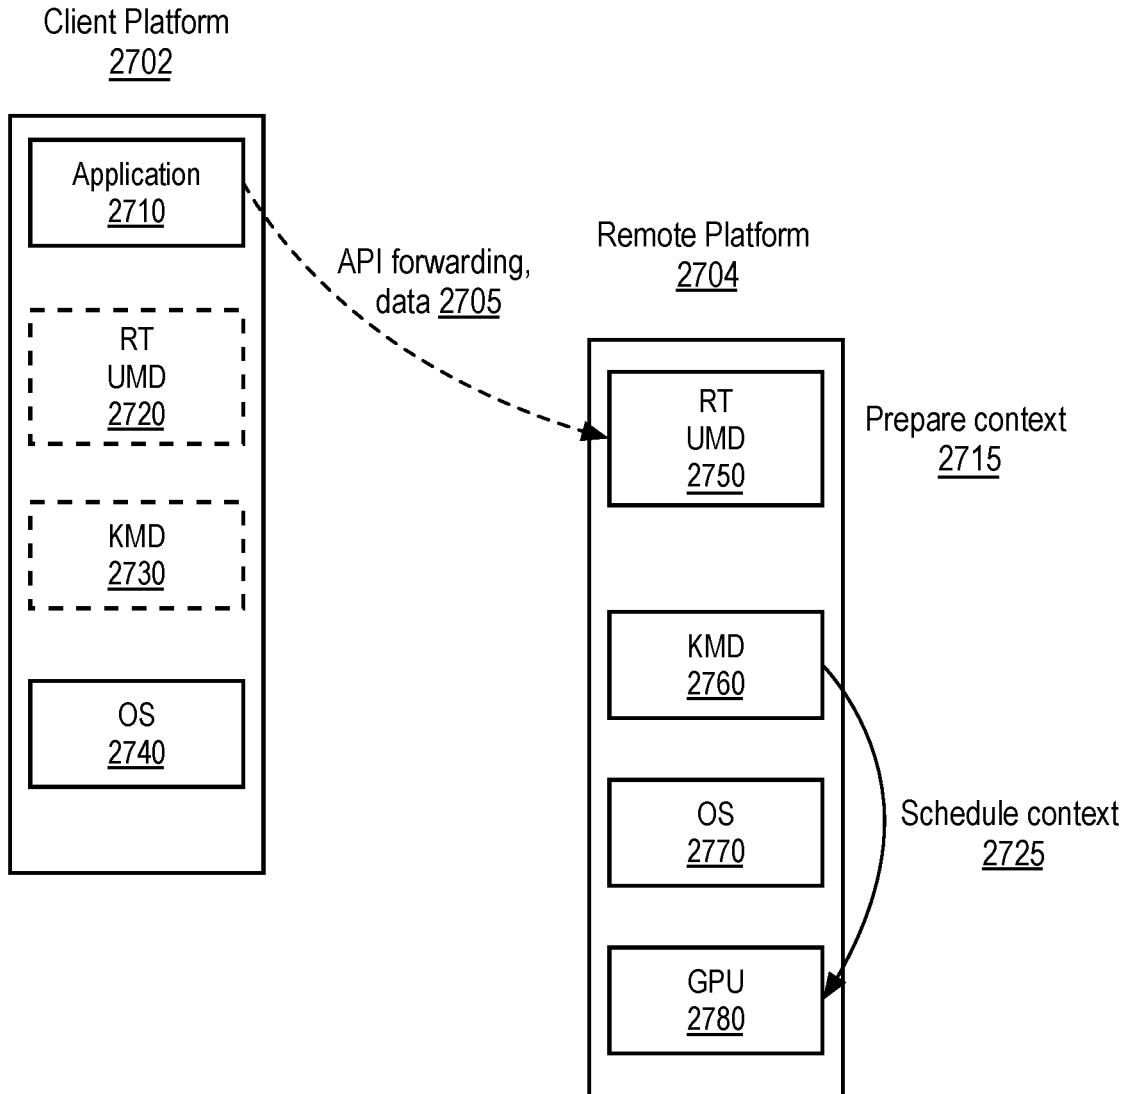 Client Platform
2702
Application
2710
RT
UMD
2720
KMD
2730
OS
2740
API forwarding,
data 2705
Remote Platform
2704
RT
UMD
2750
Prepare context
2715
KMD
2760
OS
2770
Schedule context
2725
GPU
2780